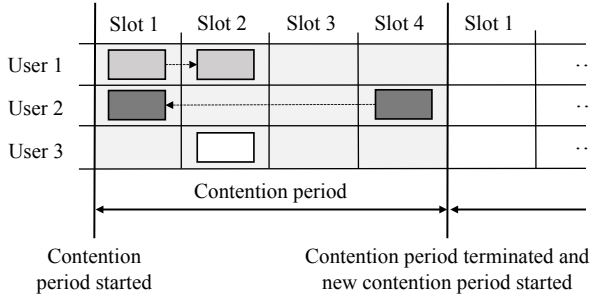 Slot 1 Slot 2 Slot 3 Slot 4 Slot 1
User 1 ..
User 2 ..
User 3 ..
Contention period
Contention Contention period terminated and
period started new contention period started